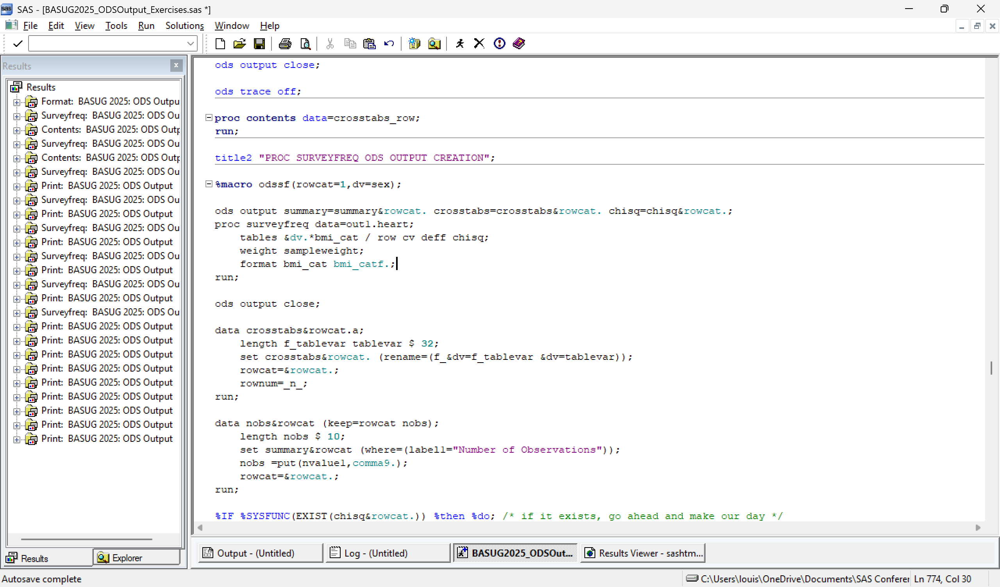 sas SAS - [BASUG2025_ODSOutput_Exercises.sas *]
File Edit View Tools Run Solutions Window Help
Results
Results
Format: BASUG 2025: ODS Outpu
Surveyfreq: BASUG 2025: ODS Ou
Contents: BASUG 2025: ODS Outp
Surveyfreq: BASUG 2025: ODS Ou
Contents: BASUG 2025: ODS Outp
Surveyfreq: BASUG 2025: ODS Ou
Print: BASUG 2025: ODS Output
Surveyfreq: BASUG 2025: ODS Ou
Print: BASUG 2025: ODS Output
Surveyfreq: BASUG 2025: ODS Ou
Print: BASUG 2025: ODS Output
Surveyfreq: BASUG 2025: ODS Ou
Print: BASUG 2025: ODS Output
Surveyfreq: BASUG 2025: ODS Ou
Print: BASUG 2025: ODS Output
Surveyfreq: BASUG 2025: ODS Ou
Print: BASUG 2025: ODS Output
Print: BASUG 2025: ODS Output
Print: BASUG 2025: ODS Output
Print: BASUG 2025: ODS Output
Print: BASUG 2025: ODS Output
Print: BASUG 2025: ODS Output
Print: BASUG 2025: ODS Output
Print: BASUG 2025: ODS Output
Print: BASUG 2025: ODS Output
Results Explorer
ods output close;
ods trace off;
proc contents data=crosstabs_row;
run;
title2 "PROC SURVEYFREQ ODS OUTPUT CREATION";
%macro odssf(rowcat=1,dv=sex);
ods output summary=summary&rowcat. crosstabs=crosstabs&rowcat. chisq=chisq&rowcat.;
proc surveyfreq data=outl.heart;
tables &dv.*bmi_cat / row cv deff chisq;
weight sampleweight;
format bmi_cat bmi_catf.;
run;
ods output close;
data crosstabs&rowcat.a;
length f_tablevar tablevar $ 32;
set crosstabs&rowcat. (rename=(f_&dv=f_tablevar &dv=tablevar));
rowcat=&rowcat.;
rownum=_n_;
run;
data nobs&rowcat (keep=rowcat nobs);
length nobs $ 10;
set summary&rowcat (where=(label1="Number of Observations"));
nobs =put(nvalue1,comma9.);
rowcat=&rowcat.;
run;
%IF %SYSFUNC(EXIST(chisq&rowcat.)) %then %do; /* if it exists, go ahead and make our day */
Output - (Untitled) Log - (Untitled) BASUG2025_ODSOut... Results Viewer - sashtm...
Autosave complete C:\Users\louis\OneDrive\Documents\SAS Conferer Ln 774, Col 30